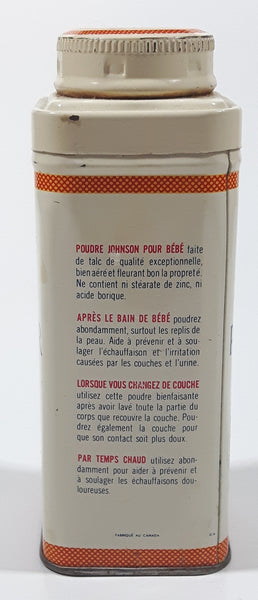 POUDRE JOHNSON POUR BÉBÉ faite
de talc de qualité exceptionnelle,
bien aéré et fleurant bon la propreté.
Ne contient ni stéarate de zinc, ni
acide borique.
APRÈS LE BAIN DE BÉBÉ poudrez
abondamment, surtout les replis de
la peau. Aide à prévenir et à sou-
lager l'échauffaison et l'irritation
causées par les couches et l'urine.
LORSQUE VOUS CHANGEZ DE COUCHE
utilisez cette poudre bienfaisante
après avoir lavé toute la partie du
corps que recouvre la couche. Pou-
drez également la couche pour
que son contact soit plus doux.
PAR TEMPS CHAUD utilisez abon-
damment pour aider à prévenir et
à soulager les échauffaisons dou-
loureuses.
FABRIQUÉ AU CANADA